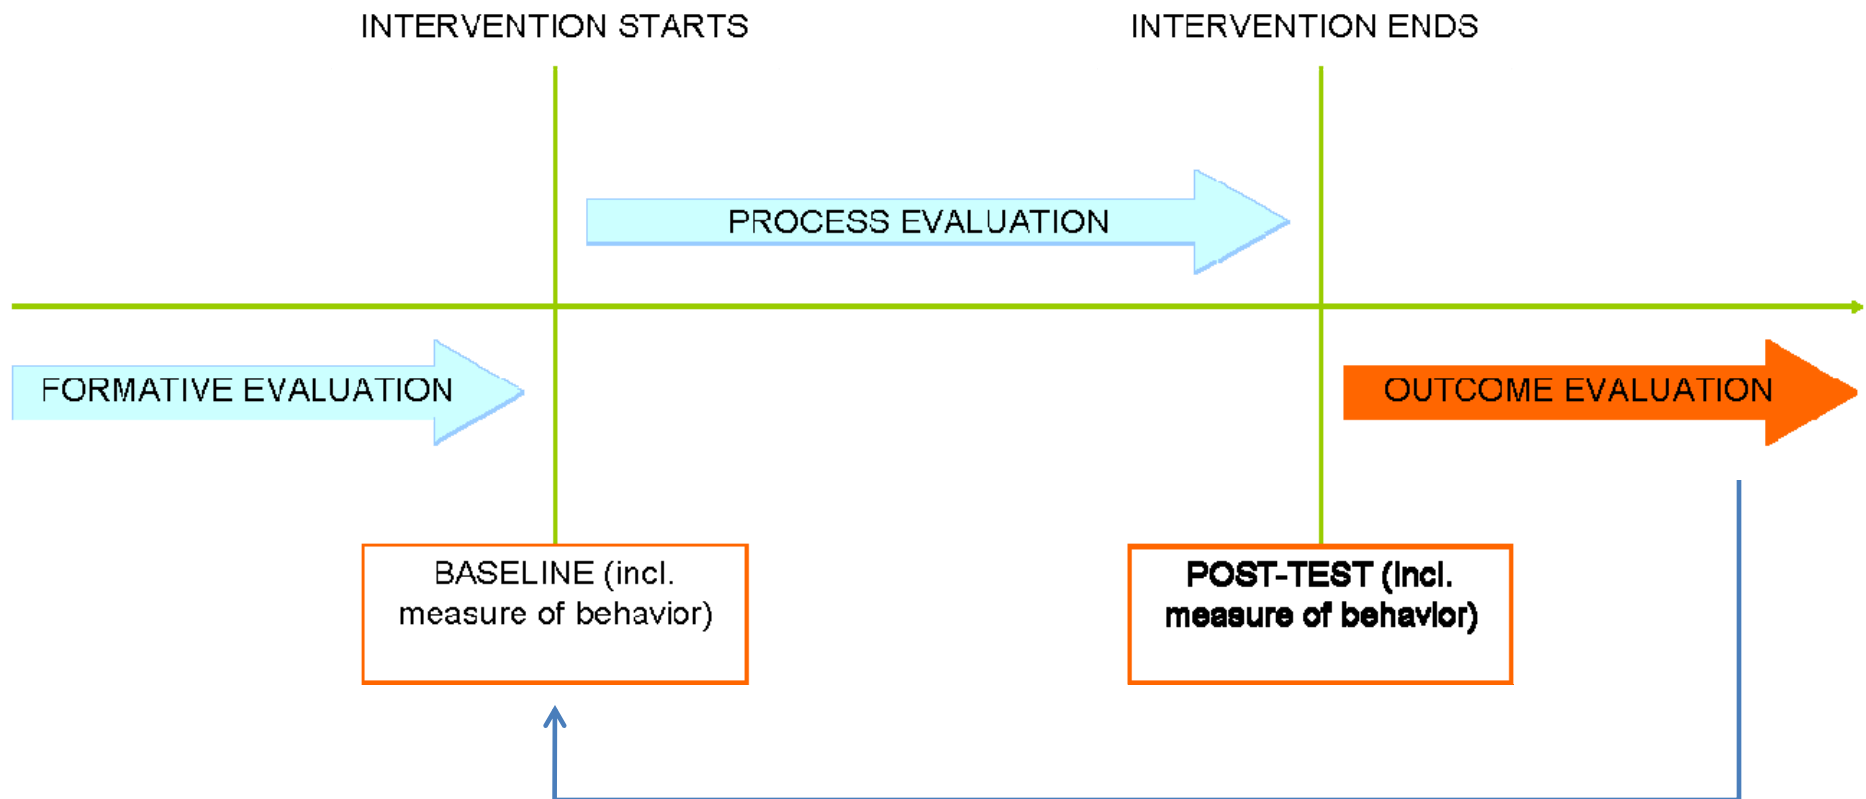 INTERVENTION STARTS
INTERVENTION ENDS
PROCESS EVALUATION
FORMATIVE EVALUATION
OUTCOME EVALUATION
BASELINE (incl.
measure of behavior)
POST-TEST (incl.
measure of behavior)